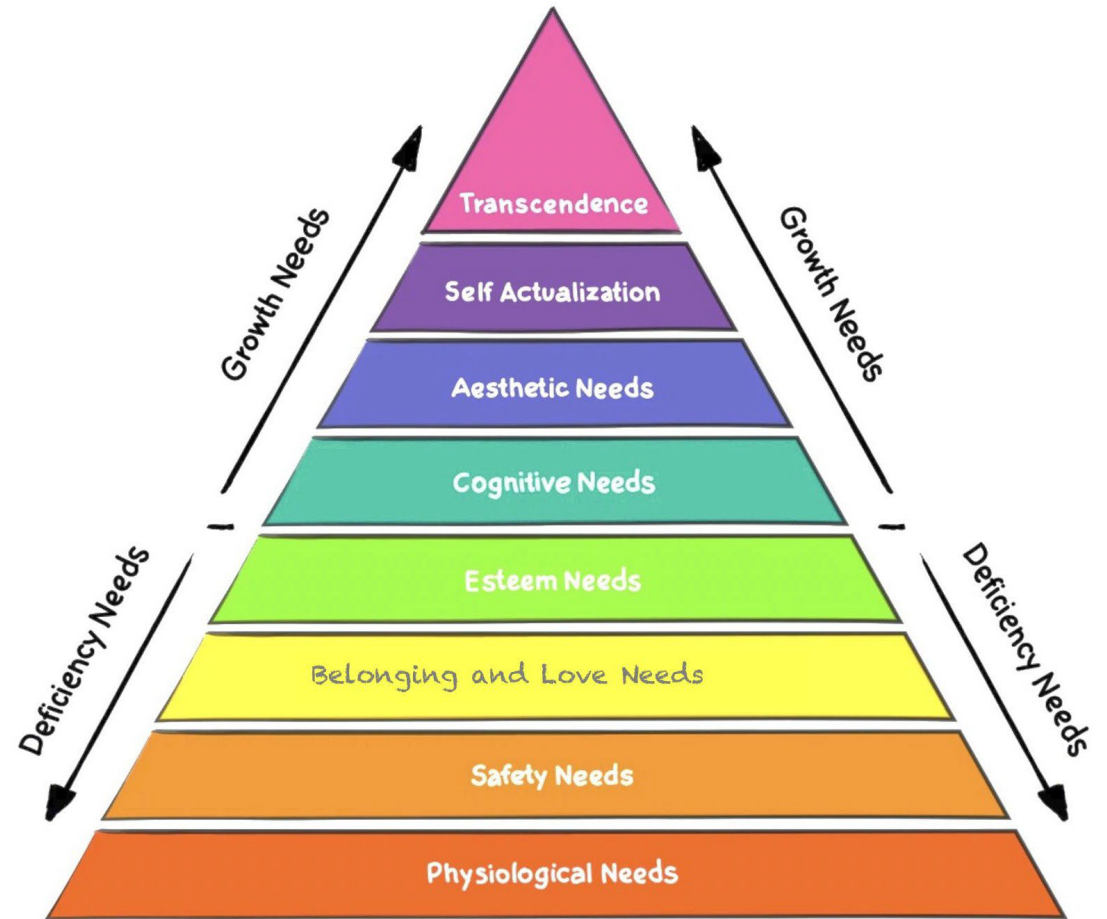 Transcendence
Growth Needs
Growth Needs
Self Actualization
Aesthetic Needs
Cognitive Needs
Deficiency Needs
Deficiency Needs
Esteem Needs
Belonging and Love Needs
Safety Needs
Physiological Needs